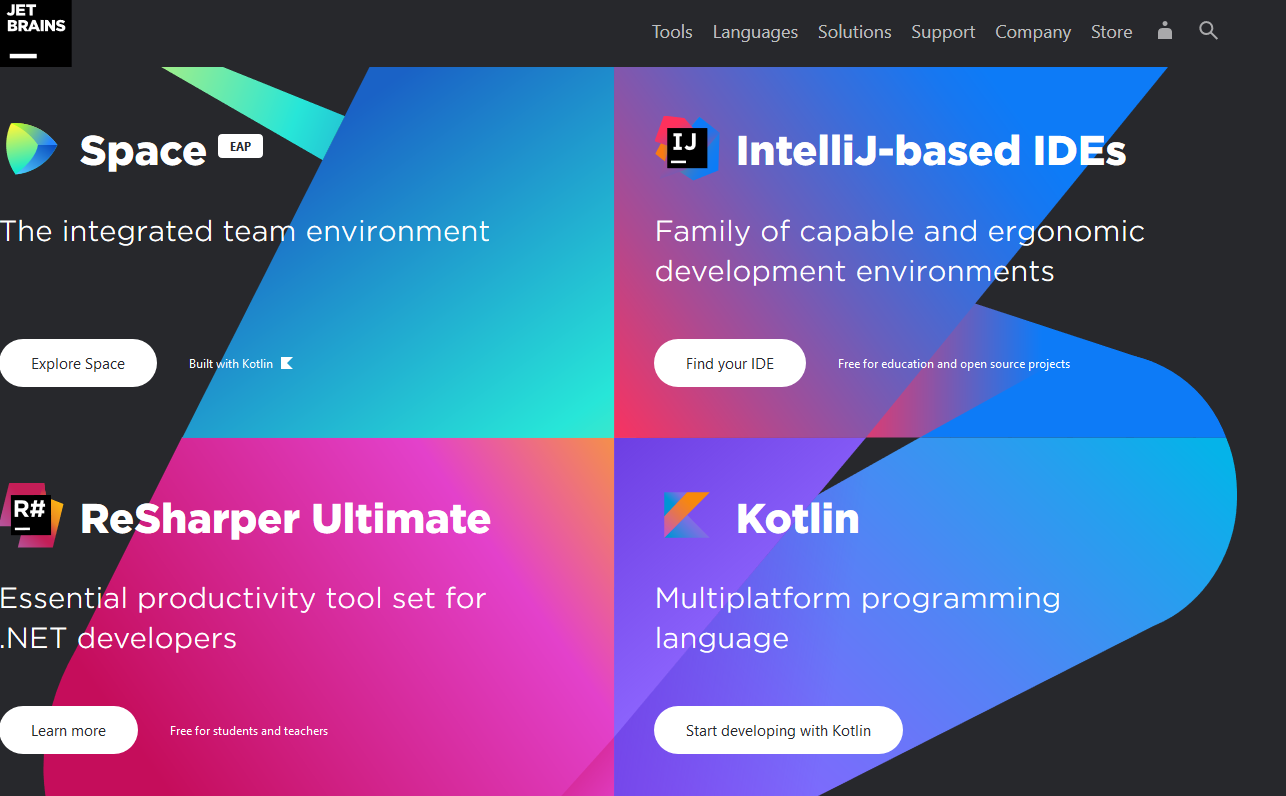 JET
BRAINS
Tools Languages Solutions Support Company Store
Space EAP
The integrated team environment
Explore Space
Built with Kotlin
IJ
IntelliJ-based IDEs
Family of capable and ergonomic
development environments
Find your IDE
Free for education and open source projects
R#
ReSharper Ultimate
Essential productivity tool set for
.NET developers
Learn more
Free for students and teachers
Kotlin
Multiplatform programming
language
Start developing with Kotlin